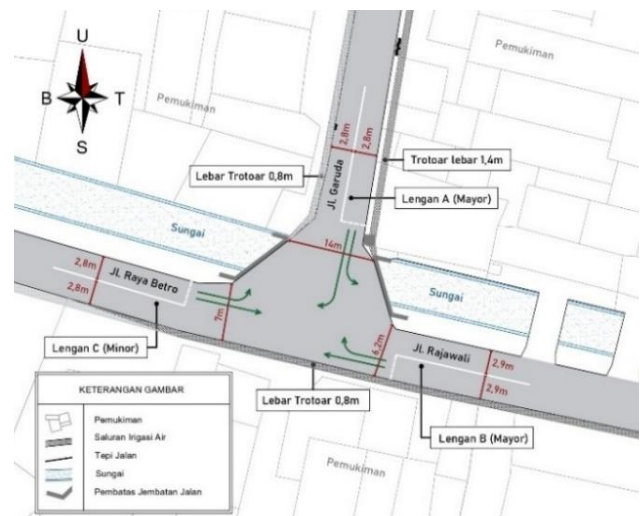 U
B
T
S
Pemukiman
Pemukiman
2,8m
2,8m
Lebar Trotoar 0,8m
Trotoar lebar 1,4m
Jl. Garuda
Lengan A (Mayor)
Sungai
14m
Sungai
2,8m
2,8m
JL Raya Betro
7m
6,2m
JL Rajawali
2,9m
2,9m
Lengan C (Minor)
Lebar Trotoar 0,8m
Lengan B (Mayor)
Pemukiman
KETERANGAN GAMBAR
Pemukiman
Saluran Irigasi Air
Tepi Jalan
Sungai
Pembatas Jembatan Jalan